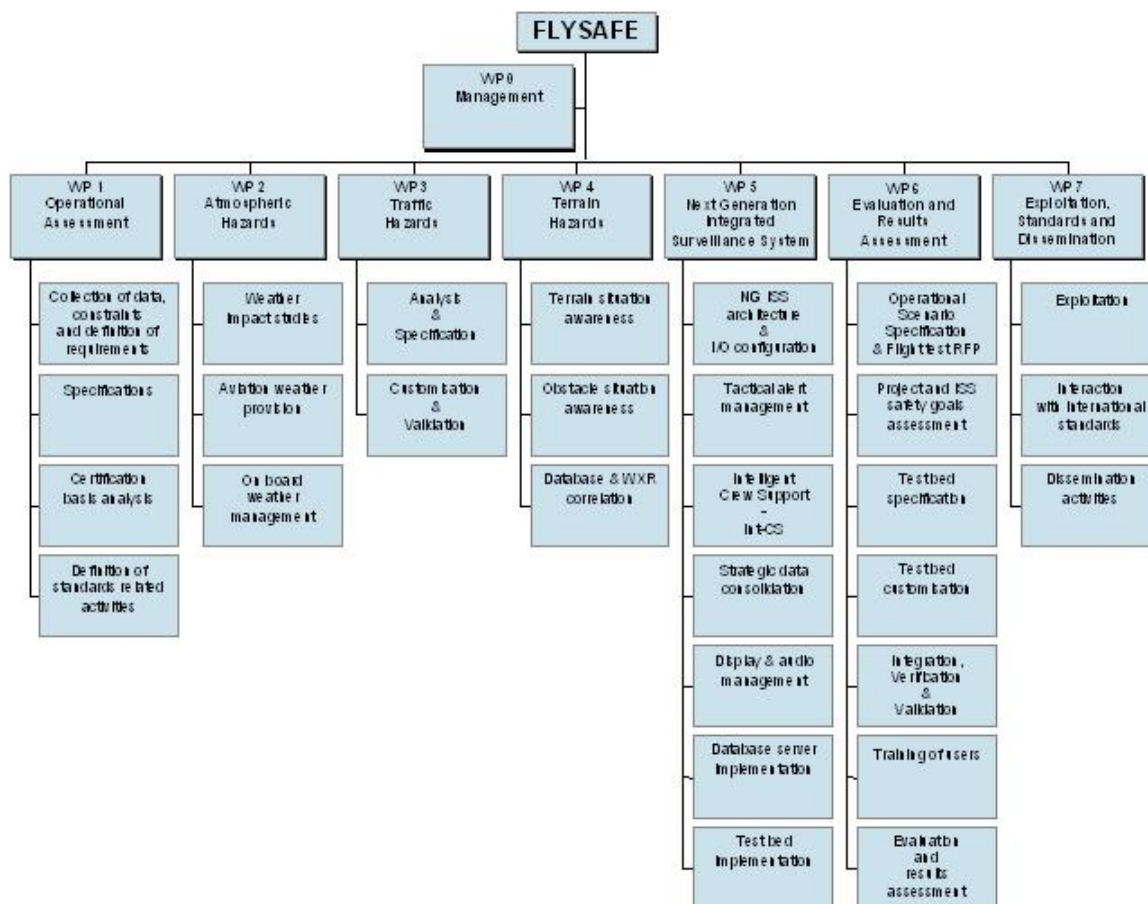 FLYSAFE
WP0
Management
WP 1
Operational
Assessment
Collection of data,
constraints
and definition of
requirements
Specifications
Certification
basis analysis
Definition of
standards related
activities
WP 2
Atmospheric
Hazards
Weather
impact studies
Aviation weather
provision
On board
weather
management
WP3
Traffic
Hazards
Analysis
&
Specification
Customisation
&
Validation
WP 4
Terrain
Hazards
Terrain situation
awareness
Obstacle situation
awareness
Database & WXR
correlation
WP 5
Next Generation
Integrated
Surveillance System
NG ISS
architecture
&
I/O configuration
Tactical alert
management
Intelligent
Crew Support
-
Int-CS
Strategic data
consolidation
Display & audio
management
Database server
implementation
Testbed
implementation
WP6
Evaluation and
Results
Assessment
Operational
Scenario
Specification
& Flight test RFP
Project and ISS
safety goals
assessment
Testbed
specification
Testbed
customisation
Integration,
Verification
&
Validation
Training of users
Evaluation
and
results
assessment
WP 7
Exploitation,
Standards and
Dissemination
Exploitation
Interaction
with international
standards
Dissemination
activities